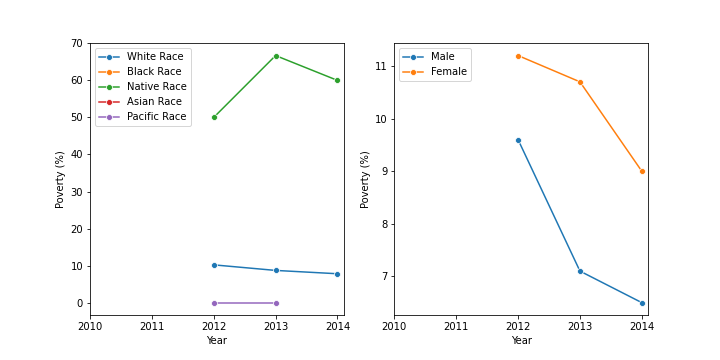 70
60
50
40
30
20
10
0
Poverty (%)
2010 2011 2012 2013 2014
Year
White Race
Black Race
Native Race
Asian Race
Pacific Race
11
10
9
8
7
Poverty (%)
2010 2011 2012 2013 2014
Year
Male
Female